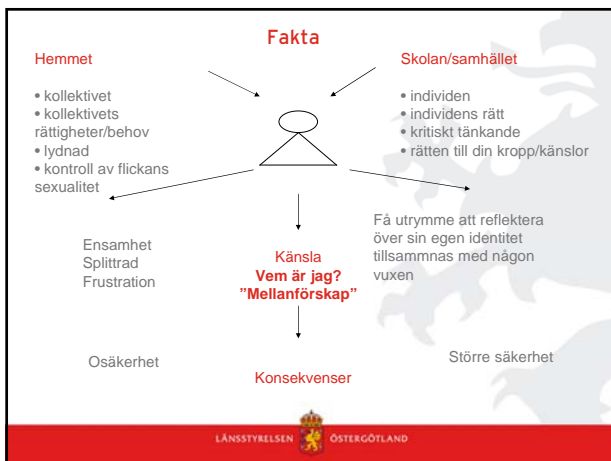 Fakta
Hemmet
• kollektivet
• kollektivets
rättigheter/behov
• lydnad
• kontroll av flickans
sexualitet
Skolan/samhället
• individen
• individens rätt
• kritiskt tänkande
• rätten till din kropp/känslor
Ensamhet
Splittrad
Frustration
Känsla
Vem är jag?
”Mellanförskap”
Få utrymme att reflektera
över sin egen identitet
tillsammnas med någon
vuxen
Osäkerhet
Konsekvenser
Större säkerhet
LÄNSSTYRELSEN ÖSTERGÖTLAND